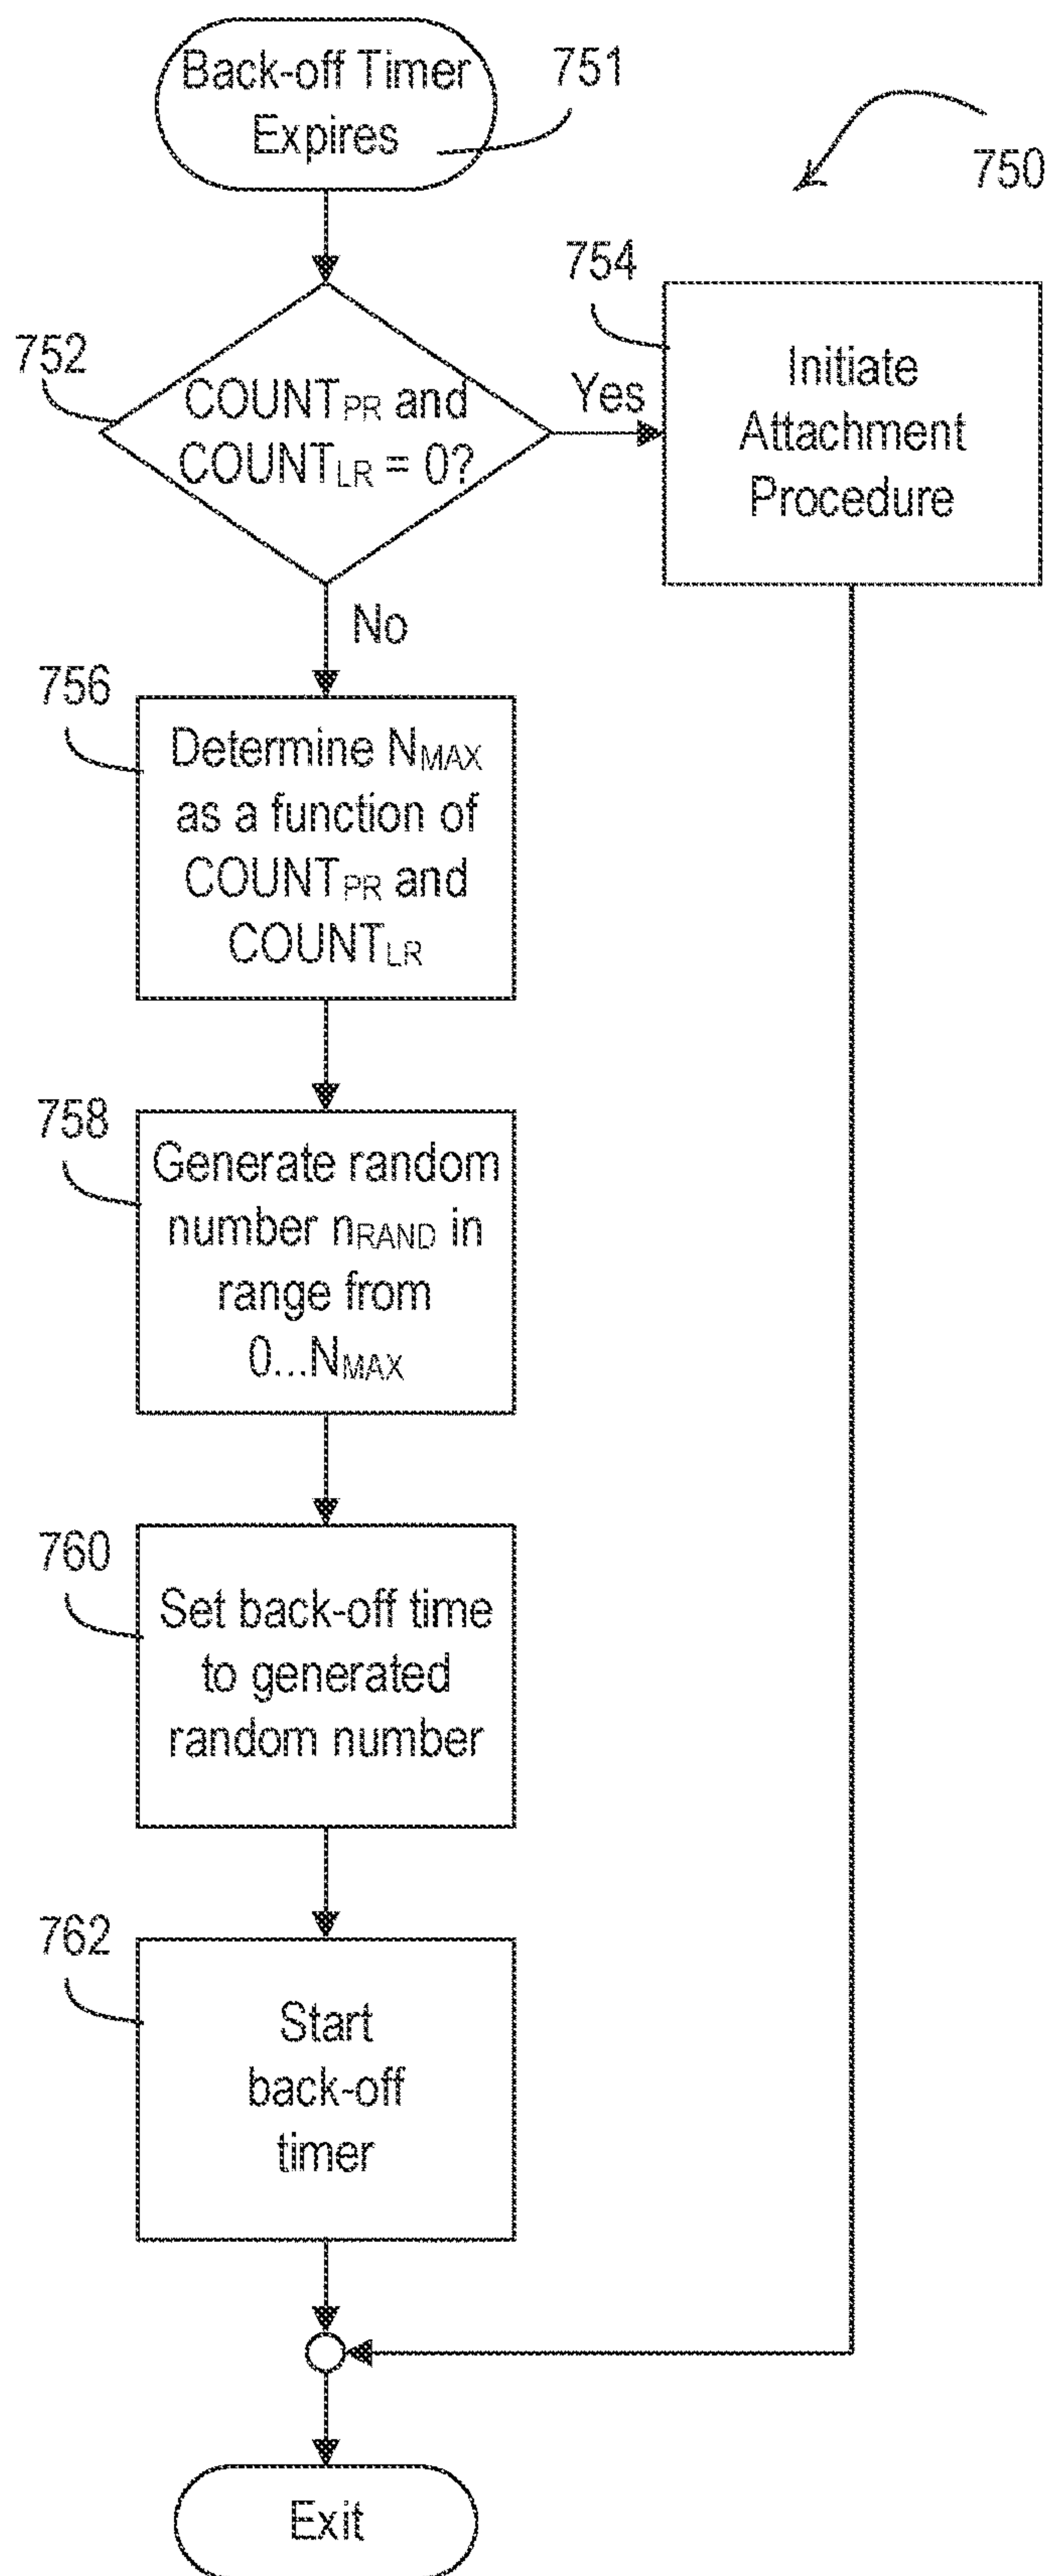 Back-off Timer
Expires
751
750
752
COUNTPR and
COUNTLR = 0?
Yes
754
Initiate
Attachment
Procedure
No
756
Determine NMAX
as a function of
COUNTPR and
COUNTLR
758
Generate random
number nRAND in
range from
0...NMAX
760
Set back-off time
to generated
random number
762
Start
back-off
timer
Exit